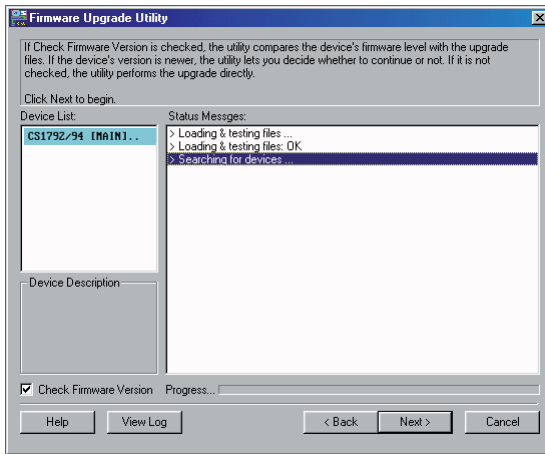 Firmware Upgrade Utility
If Check Firmware Version is checked, the utility compares the device's firmware level with the upgrade
files. If the device's version is newer, the utility lets you decide whether to continue or not. If it is not
checked, the utility performs the upgrade directly.
Click Next to begin.
Device List:
Status Messges:
CS1792/94 [MAIN]..
> Loading & testing files ...
> Loading & testing files: OK
> Searching for devices ...
Device Description
Check Firmware Version
Progress...
Help
View Log
< Back
Next >
Cancel